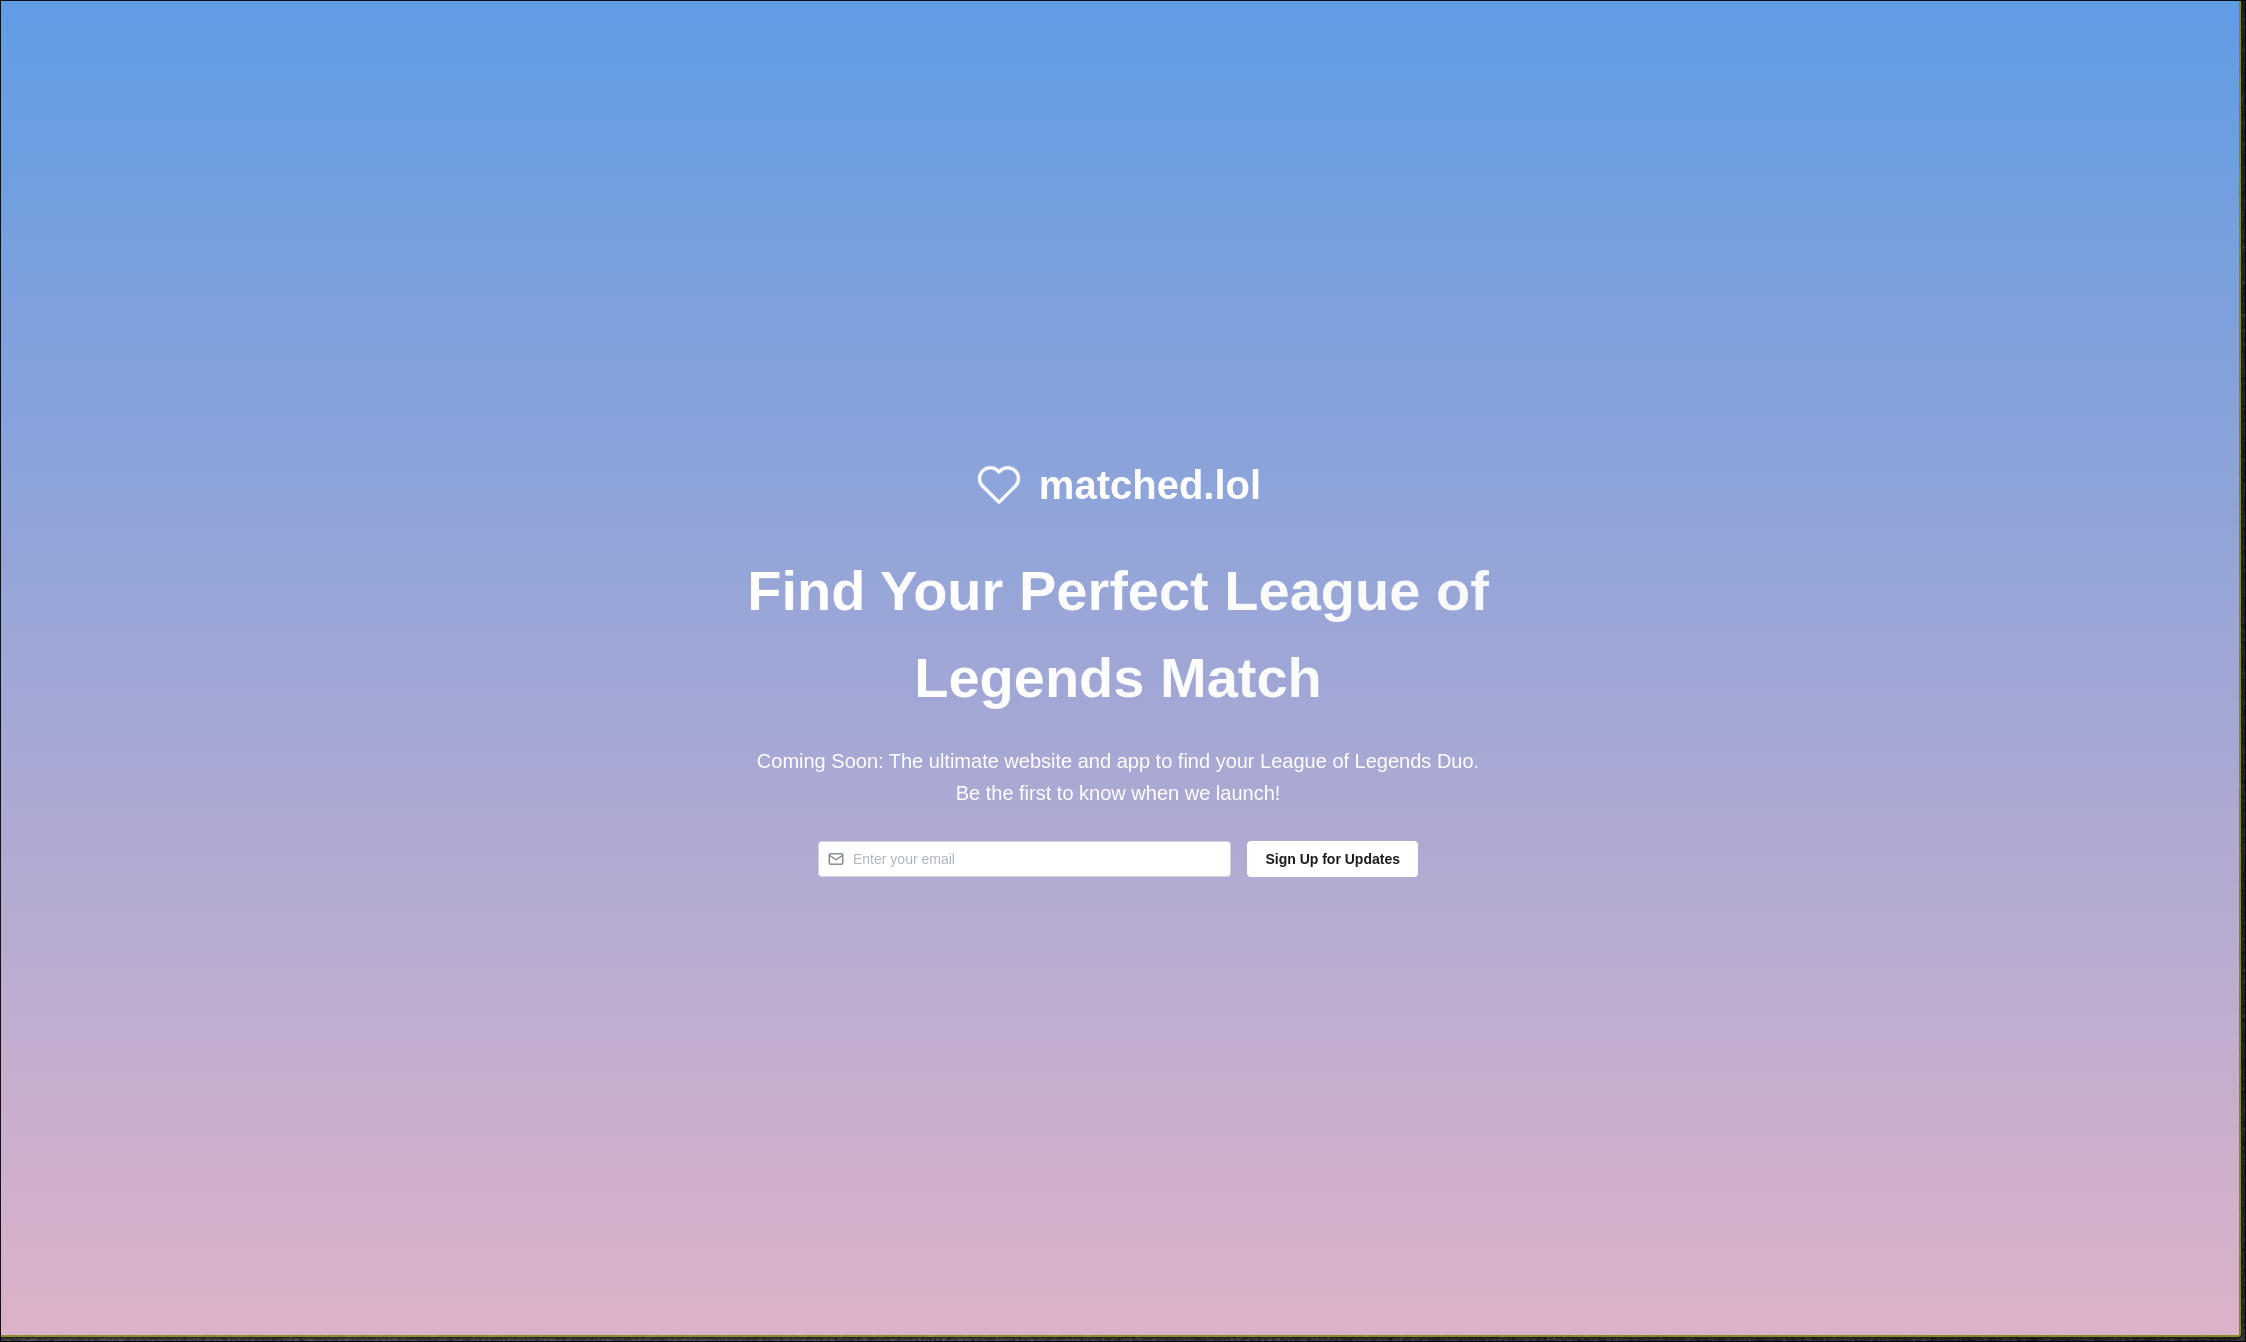 matched.lol
Find Your Perfect League of
Legends Match
Coming Soon: The ultimate website and app to find your League of Legends Duo.
Be the first to know when we launch!
Enter your email
Sign Up for Updates